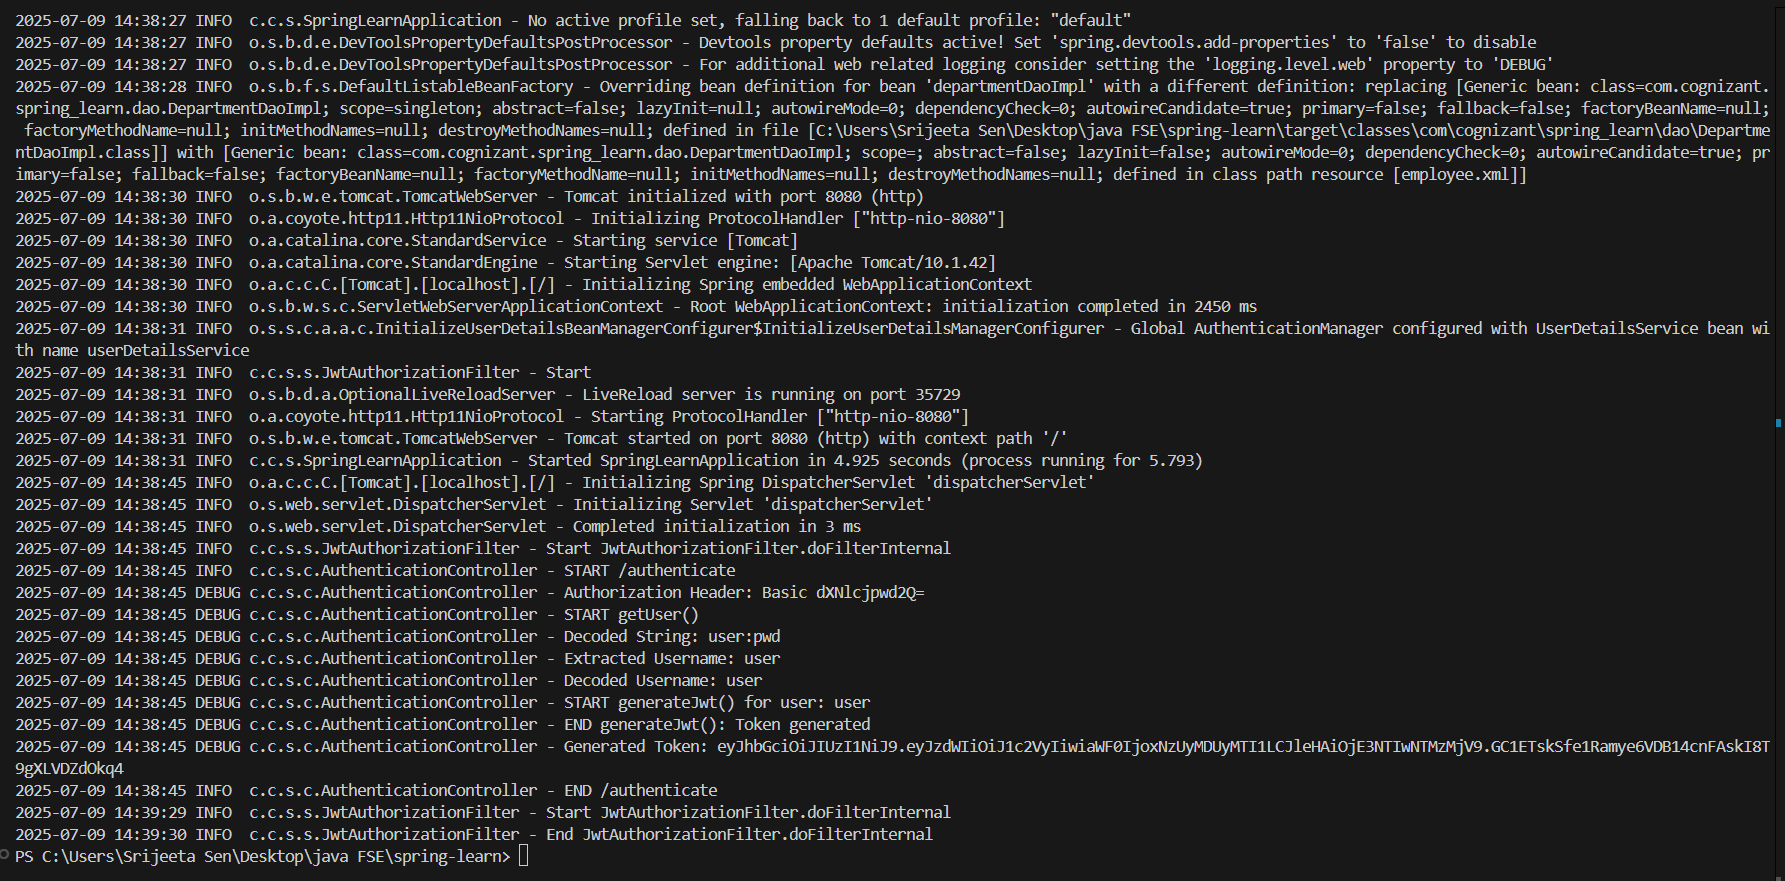 2025-07-09 14:38:27 INFO  c.c.s.SpringLearnApplication - No active profile set, falling back to 1 default profile: "default"
2025-07-09 14:38:27 INFO  o.s.b.d.e.DevToolsPropertyDefaultsPostProcessor - Devtools property defaults active! Set 'spring.devtools.add-properties' to 'false' to disable
2025-07-09 14:38:27 INFO  o.s.b.d.e.DevToolsPropertyDefaultsPostProcessor - For additional web related logging consider setting the 'logging.level.web' property to 'DEBUG'
2025-07-09 14:38:28 INFO  o.s.b.f.s.DefaultListableBeanFactory - Overriding bean definition for bean 'departmentDaoImpl' with a different definition: replacing [Generic bean: class=com.cognizant.
spring_learn.dao.DepartmentDaoImpl; scope=singleton; abstract=false; lazyInit=null; autowireMode=0; dependencyCheck=0; autowireCandidate=true; primary=false; fallback=false; factoryBeanName=null;
 factoryMethodName=null; initMethodNames=null; destroyMethodNames=null; defined in file [C:\Users\Srijeeta Sen\Desktop\java FSE\spring-learn\target\classes\com\cognizant\spring_learn\dao\Departme
ntDaoImpl.class]] with [Generic bean: class=com.cognizant.spring_learn.dao.DepartmentDaoImpl; scope=; abstract=false; lazyInit=false; autowireMode=0; dependencyCheck=0; autowireCandidate=true; pr
imary=false; fallback=false; factoryBeanName=null; factoryMethodName=null; initMethodNames=null; destroyMethodNames=null; defined in class path resource [employee.xml]]
2025-07-09 14:38:30 INFO  o.s.b.w.e.tomcat.TomcatWebServer - Tomcat initialized with port 8080 (http)
2025-07-09 14:38:30 INFO  o.a.coyote.http11.Http11NioProtocol - Initializing ProtocolHandler ["http-nio-8080"]
2025-07-09 14:38:30 INFO  o.a.catalina.core.StandardService - Starting service [Tomcat]
2025-07-09 14:38:30 INFO  o.a.catalina.core.StandardEngine - Starting Servlet engine: [Apache Tomcat/10.1.42]
2025-07-09 14:38:30 INFO  o.a.c.c.C.[Tomcat].[localhost].[/] - Initializing Spring embedded WebApplicationContext
2025-07-09 14:38:30 INFO  o.s.b.w.s.c.ServletWebServerApplicationContext - Root WebApplicationContext: initialization completed in 2450 ms
2025-07-09 14:38:31 INFO  o.s.s.c.a.a.c.InitializeUserDetailsBeanManagerConfigurer$InitializeUserDetailsManagerConfigurer - Global AuthenticationManager configured with UserDetailsService bean wi
th name userDetailsService
2025-07-09 14:38:31 INFO  c.c.s.s.JwtAuthorizationFilter - Start
2025-07-09 14:38:31 INFO  o.s.b.d.a.OptionalLiveReloadServer - LiveReload server is running on port 35729
2025-07-09 14:38:31 INFO  o.a.coyote.http11.Http11NioProtocol - Starting ProtocolHandler ["http-nio-8080"]
2025-07-09 14:38:31 INFO  o.s.b.w.e.tomcat.TomcatWebServer - Tomcat started on port 8080 (http) with context path '/'
2025-07-09 14:38:31 INFO  c.c.s.SpringLearnApplication - Started SpringLearnApplication in 4.925 seconds (process running for 5.793)
2025-07-09 14:38:45 INFO  o.a.c.c.C.[Tomcat].[localhost].[/] - Initializing Spring DispatcherServlet 'dispatcherServlet'
2025-07-09 14:38:45 INFO  o.s.web.servlet.DispatcherServlet - Initializing Servlet 'dispatcherServlet'
2025-07-09 14:38:45 INFO  o.s.web.servlet.DispatcherServlet - Completed initialization in 3 ms
2025-07-09 14:38:45 INFO  c.c.s.s.JwtAuthorizationFilter - Start JwtAuthorizationFilter.doFilterInternal
2025-07-09 14:38:45 INFO  c.c.s.c.AuthenticationController - START /authenticate
2025-07-09 14:38:45 DEBUG c.c.s.c.AuthenticationController - Authorization Header: Basic dXNlcjpwd2Q=
2025-07-09 14:38:45 DEBUG c.c.s.c.AuthenticationController - START getUser()
2025-07-09 14:38:45 DEBUG c.c.s.c.AuthenticationController - Decoded String: user:pwd
2025-07-09 14:38:45 DEBUG c.c.s.c.AuthenticationController - Extracted Username: user
2025-07-09 14:38:45 DEBUG c.c.s.c.AuthenticationController - Decoded Username: user
2025-07-09 14:38:45 DEBUG c.c.s.c.AuthenticationController - START generateJwt() for user: user
2025-07-09 14:38:45 DEBUG c.c.s.c.AuthenticationController - END generateJwt(): Token generated
2025-07-09 14:38:45 DEBUG c.c.s.c.AuthenticationController - Generated Token: eyJhbGciOiJIUzI1NiJ9.eyJzdWIiOiJ1c2VyIiwiaWF0IjoxNzUyMDUyMTI1LCJleHAiOjE3NTIwNTMzMjV9.GC1ETskSfe1Ramye6VDB14cnFAskI8T
9gXLVDZdOkq4
2025-07-09 14:38:45 INFO  c.c.s.c.AuthenticationController - END /authenticate
2025-07-09 14:39:29 INFO  c.c.s.s.JwtAuthorizationFilter - Start JwtAuthorizationFilter.doFilterInternal
2025-07-09 14:39:30 INFO  c.c.s.s.JwtAuthorizationFilter - End JwtAuthorizationFilter.doFilterInternal
PS C:\Users\Srijeeta Sen\Desktop\java FSE\spring-learn>